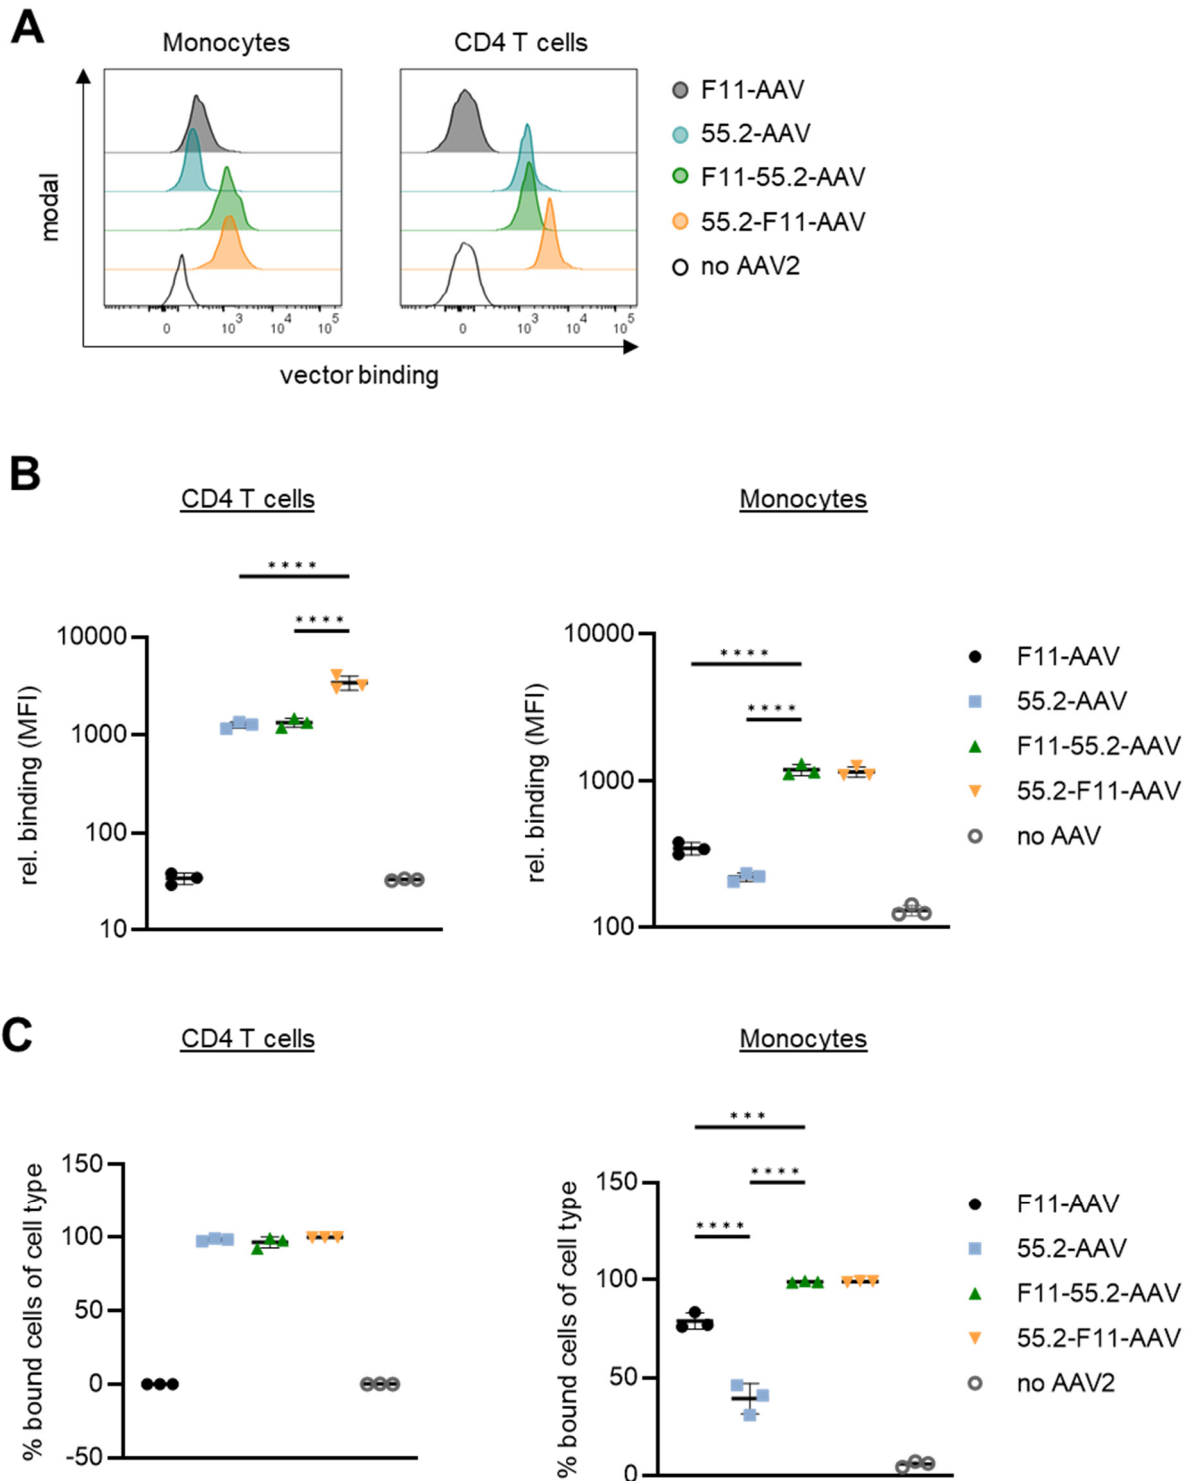 A
Monocytes
CD4 T cells
modal
0 10^3 10^4 10^5
0 10^3 10^4 10^5
vector binding
F11-AAV
55.2-AAV
F11-55.2-AAV
55.2-F11-AAV
no AAV2
B
CD4 T cells
Monocytes
****
****
rel. binding (MFI)
10000
1000
100
10
****
****
rel. binding (MFI)
10000
1000
100
F11-AAV
55.2-AAV
F11-55.2-AAV
55.2-F11-AAV
no AAV
C
CD4 T cells
Monocytes
% bound cells of cell type
150
100
50
0
-50
***
****
****
% bound cells of cell type
150
100
50
0
F11-AAV
55.2-AAV
F11-55.2-AAV
55.2-F11-AAV
no AAV2